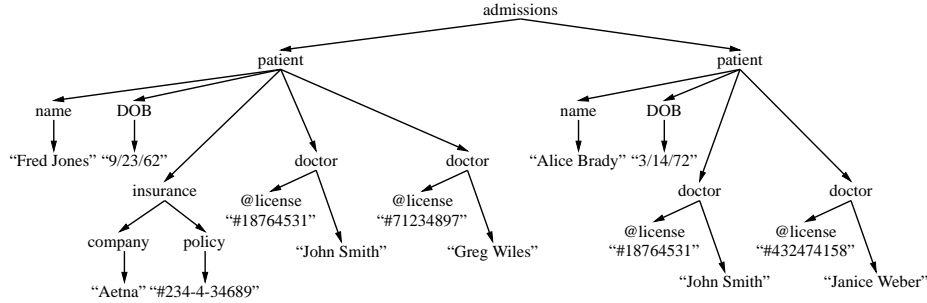 admissions
patient patient
name DOB name DOB
“Fred Jones” “9/23/62” doctor doctor “Alice Brady” “3/14/72”
insurance @license @license doctor doctor
“#18764531” “#71234897” @license @license
company policy “#18764531” “#432474158”
“John Smith” “Greg Wiles”
“Aetna” “#234-4-34689” “John Smith” “Janice Weber”